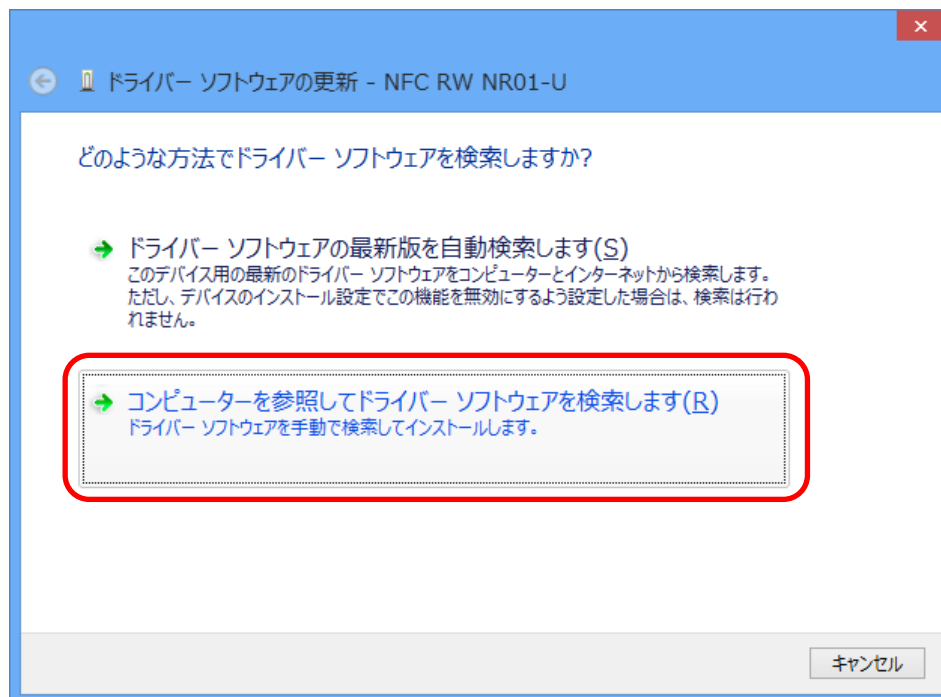 ドライバー ソフトウェアの更新 - NFC RW NR01-U
どのような方法でドライバー ソフトウェアを検索しますか?
ドライバー ソフトウェアの最新版を自動検索します(S)
このデバイス用の最新のドライバー ソフトウェアをコンピューターとインターネットから検索します。
ただし、デバイスのインストール設定でこの機能を無効にするよう設定した場合は、検索は行わ
れません。
コンピューターを参照してドライバー ソフトウェアを検索します(R)
ドライバー ソフトウェアを手動で検索してインストールします。
キャンセル